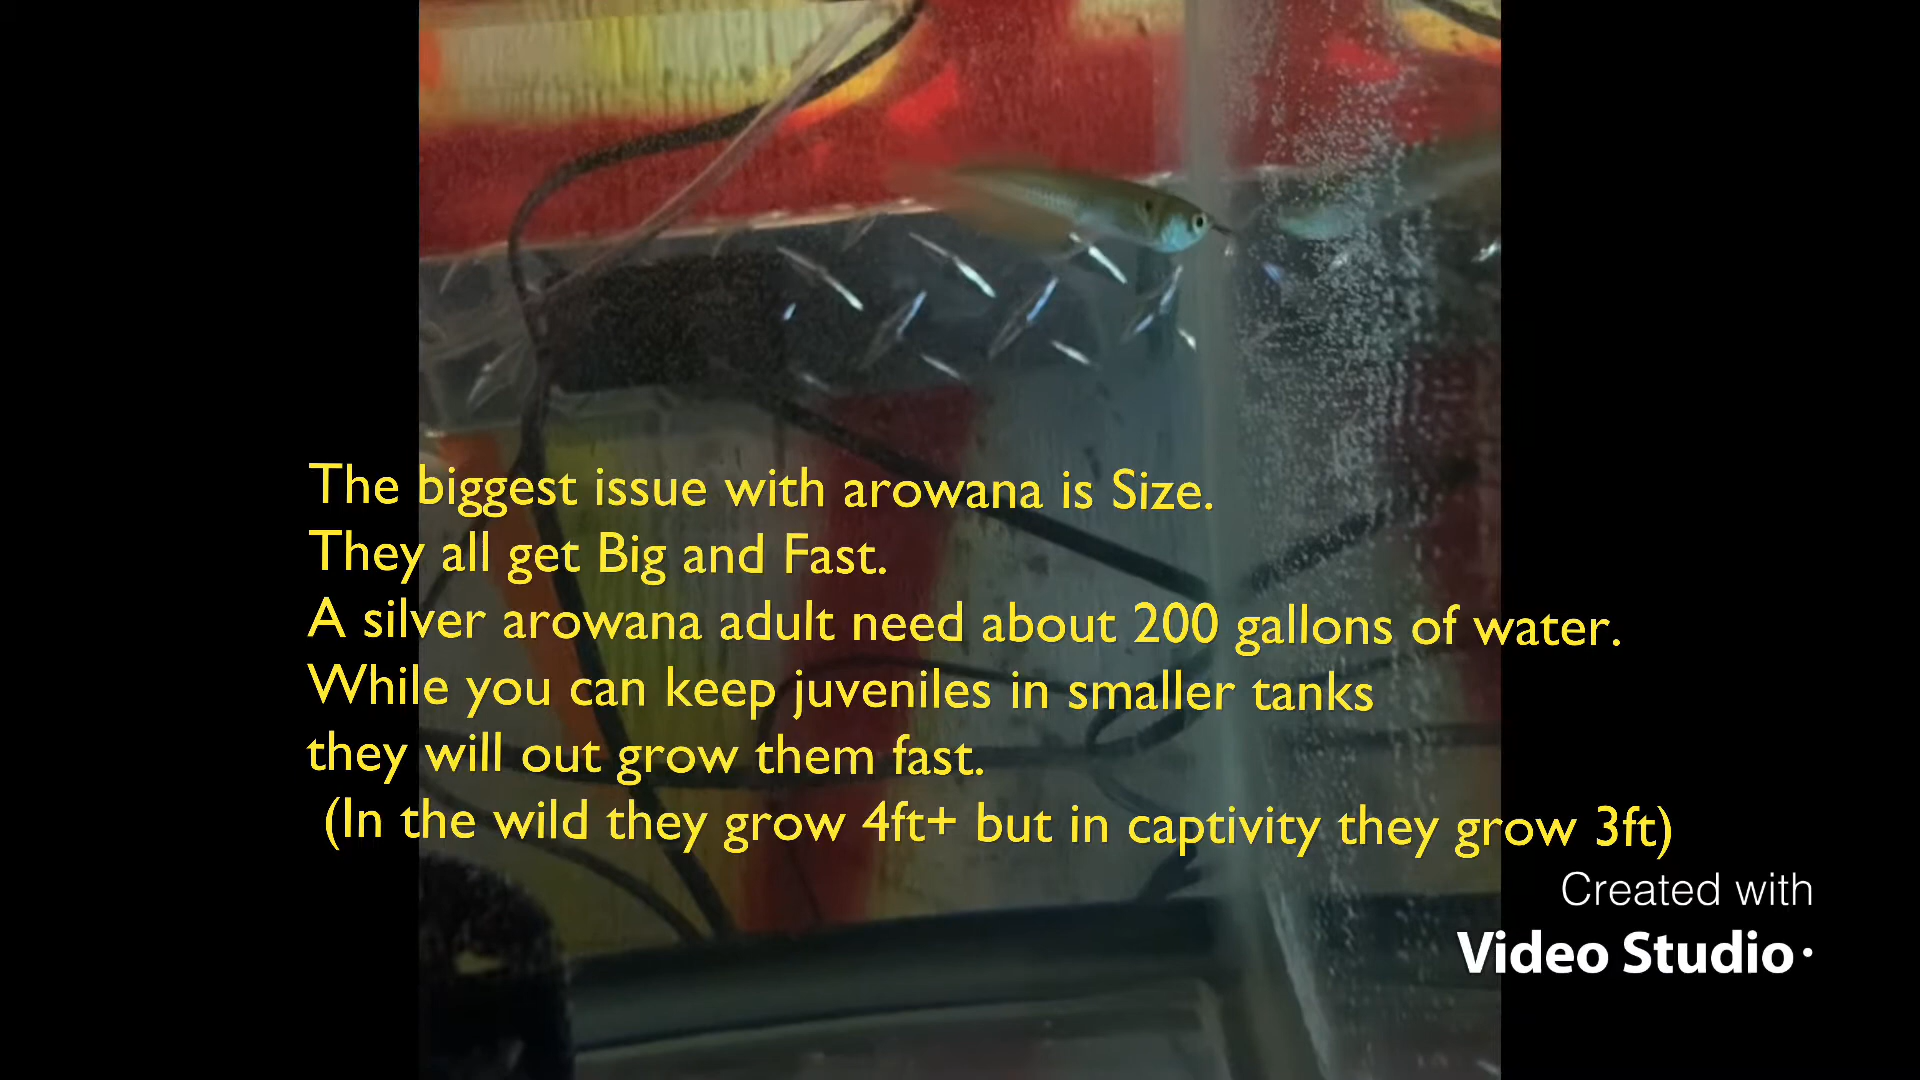 The biggest issue with arowana is Size.
They all get Big and Fast.
A silver arowana adult need about 200 gallons of water.
While you can keep juveniles in smaller tanks
they will out grow them fast.
(In the wild they grow 4ft+ but in captivity they grow 3ft)
Created with
Video Studio